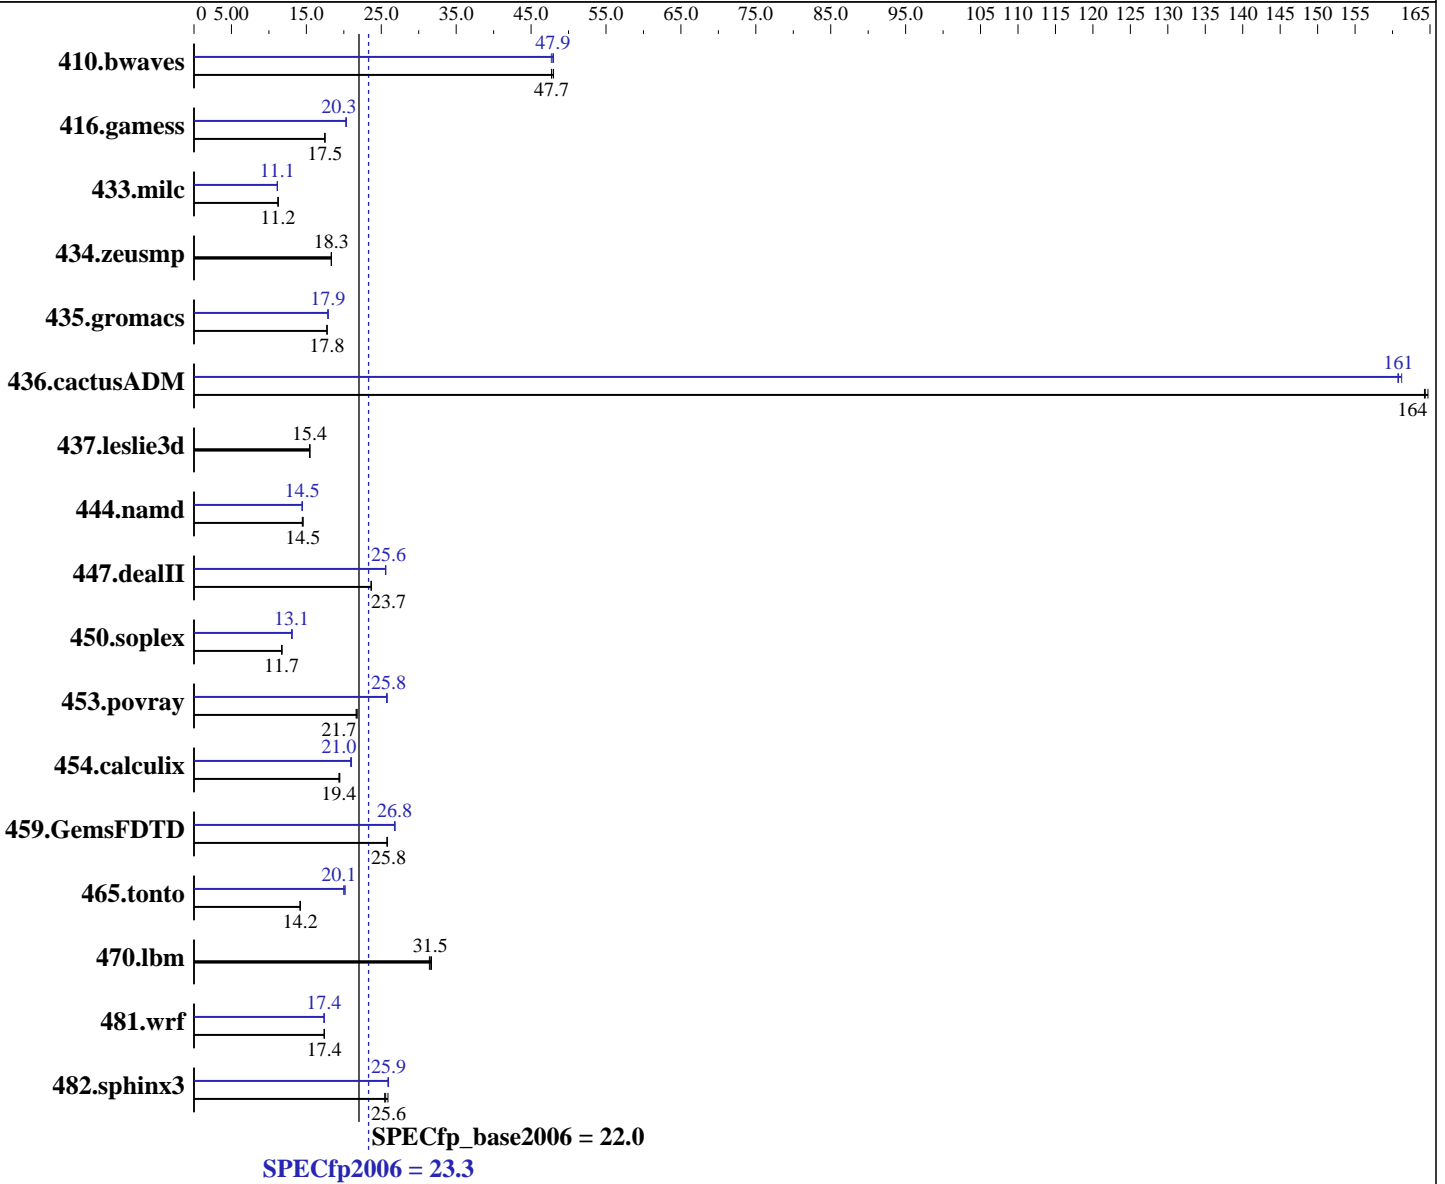 0 5.00 15.0 25.0 35.0 45.0 55.0 65.0 75.0 85.0 95.0 105 110 115 120 125 130 135 140 145 150 155 165
47.9
410.bwaves
47.7
20.3
416.gamess
17.5
11.1
433.milc
11.2
18.3
434.zeusmp
17.9
435.gromacs
17.8
161
436.cactusADM
164
15.4
437.leslie3d
14.5
444.namd
14.5
25.6
447.dealII
23.7
13.1
450.soplex
11.7
25.8
453.povray
21.7
21.0
454.calculix
19.4
26.8
459.GemsFDTD
25.8
20.1
465.tonto
14.2
31.5
470.lbm
17.4
481.wrf
17.4
25.9
482.sphinx3
25.6
SPECfp_base2006 = 22.0
SPECfp2006 = 23.3